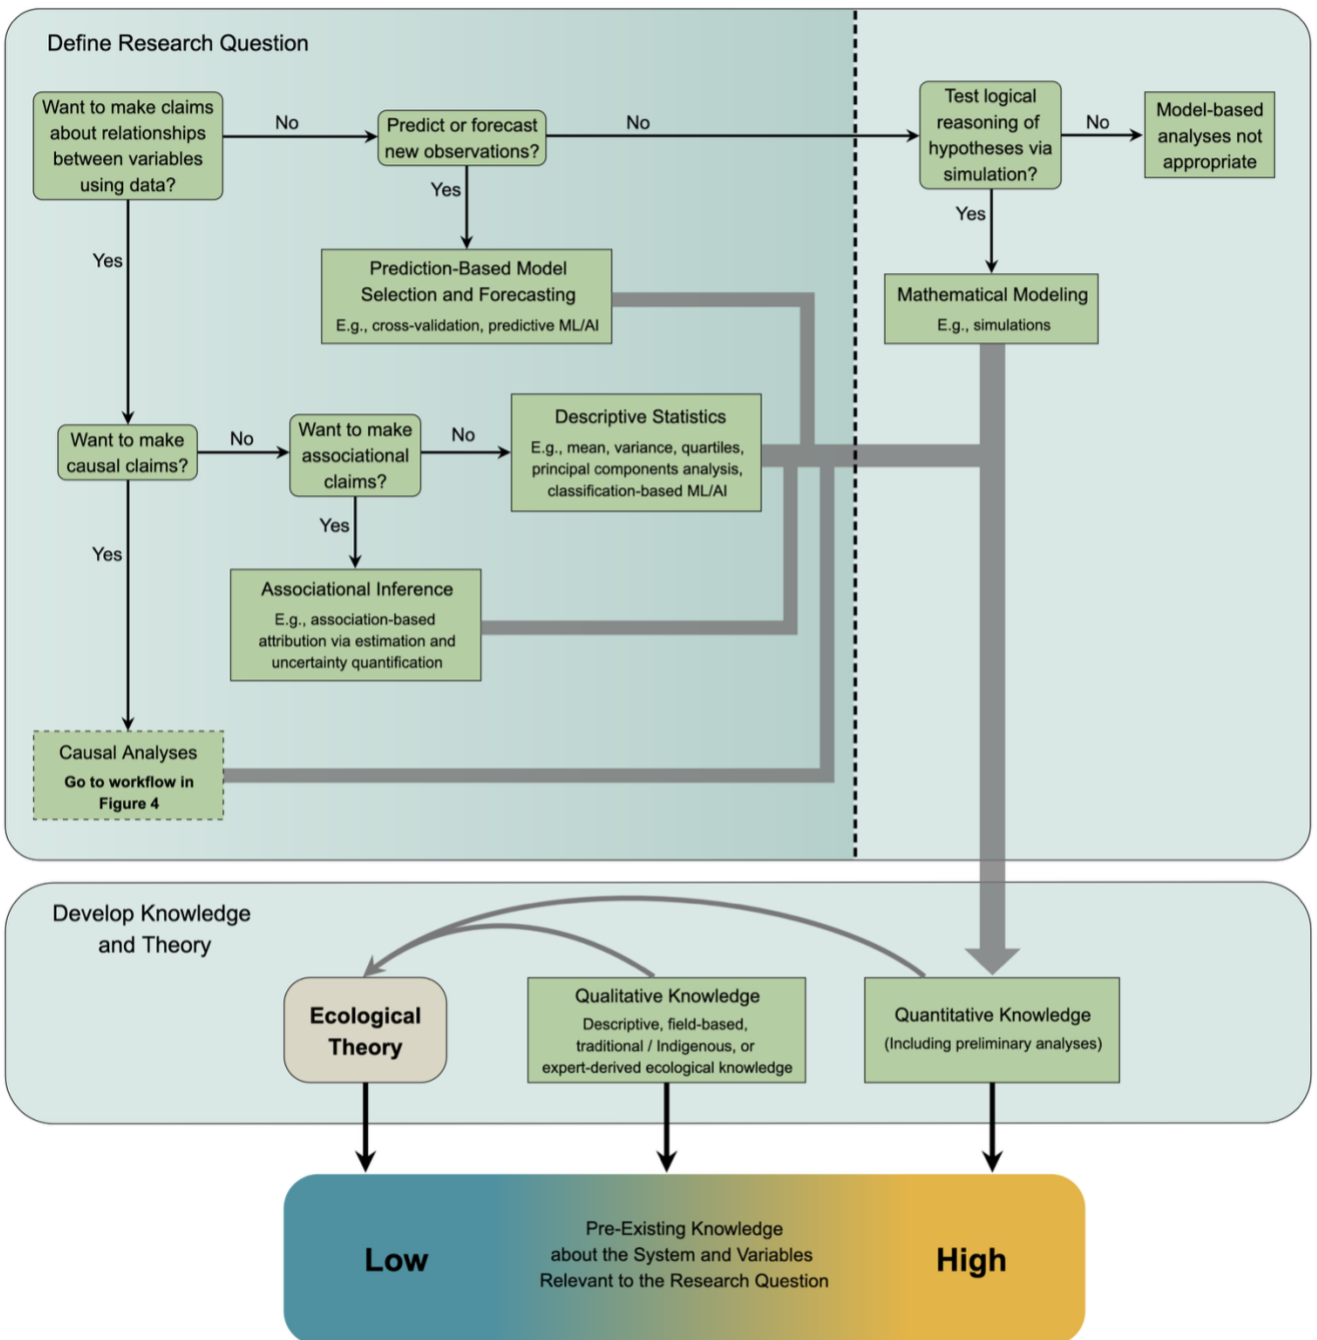 Define Research Question
Want to make claims
about relationships
between variables
using data?
No
Predict or forecast
new observations?
No
Test logical
reasoning of
hypotheses via
simulation?
No
Model-based
analyses not
appropriate
Yes
Yes
Yes
Prediction-Based Model
Selection and Forecasting
E.g., cross-validation, predictive ML/AI
Mathematical Modeling
E.g., simulations
Want to make
causal claims?
No
Want to make
associational
claims?
No
Descriptive Statistics
E.g., mean, variance, quartiles,
principal components analysis,
classification-based ML/AI
Yes
Yes
Associational Inference
E.g., association-based
attribution via estimation and
uncertainty quantification
Causal Analyses
Go to workflow in
Figure 4
Develop Knowledge
and Theory
Ecological
Theory
Qualitative Knowledge
Descriptive, field-based,
traditional / Indigenous, or
expert-derived ecological knowledge
Quantitative Knowledge
(Including preliminary analyses)
Low
Pre-Existing Knowledge
about the System and Variables
Relevant to the Research Question
High